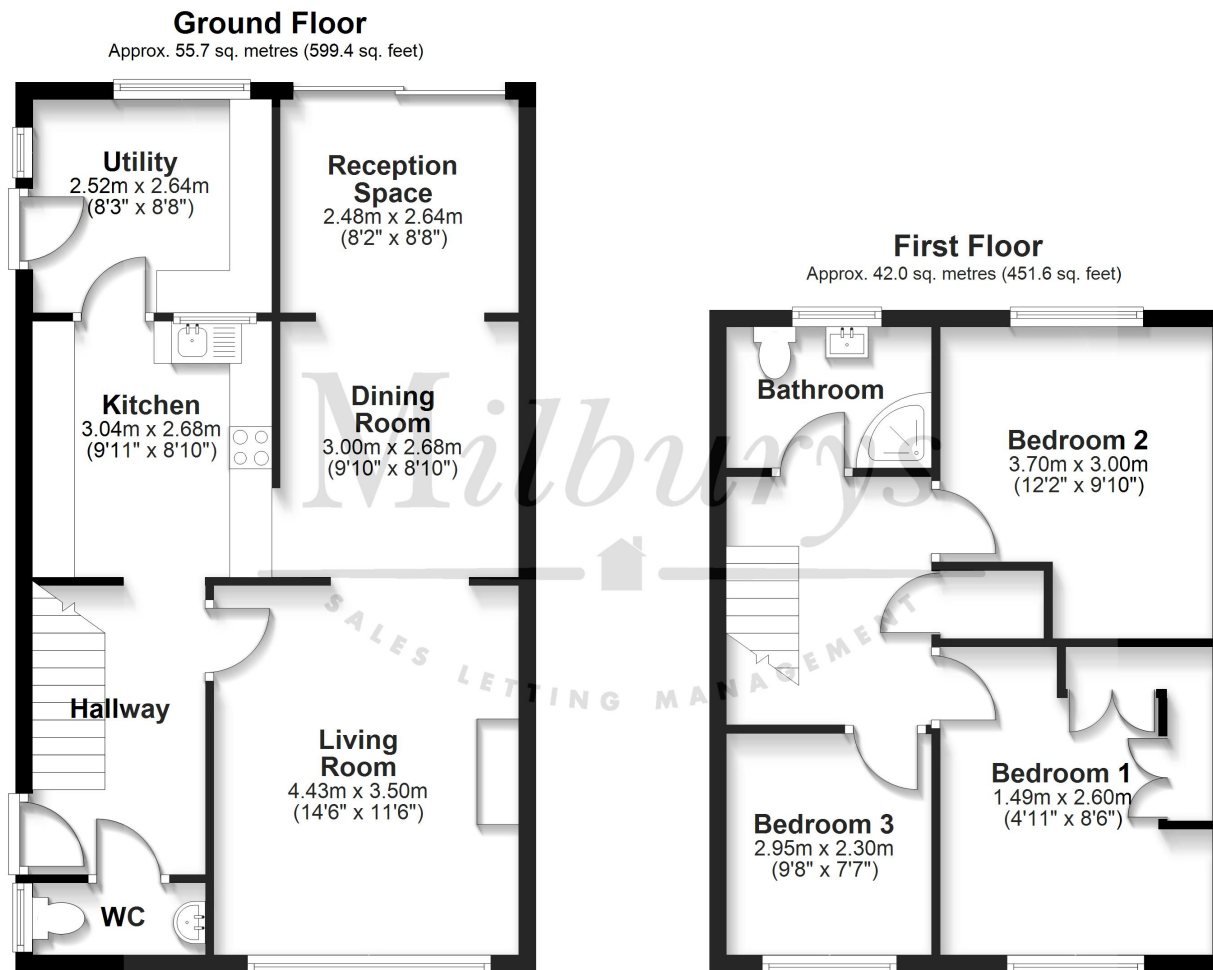 Ground Floor
Approx. 55.7 sq. metres (599.4 sq. feet)
Utility
2.52m x 2.64m
(8'3" x 8'8")
Reception
Space
2.48m x 2.64m
(8'2" x 8'8")
Kitchen
3.04m x 2.68m
(9'11" x 8'10")
Dining
Room
3.00m x 2.68m
(9'10" x 8'10")
Hallway
Living
Room
4.43m x 3.50m
(14'6" x 11'6")
WC
First Floor
Approx. 42.0 sq. metres (451.6 sq. feet)
Bathroom
Bedroom 2
3.70m x 3.00m
(12'2" x 9'10")
Bedroom 1
1.49m x 2.60m
(4'11" x 8'6")
Bedroom 3
2.95m x 2.30m
(9'8" x 7'7")
Milburys
SALES LETTING MANAGEMENT